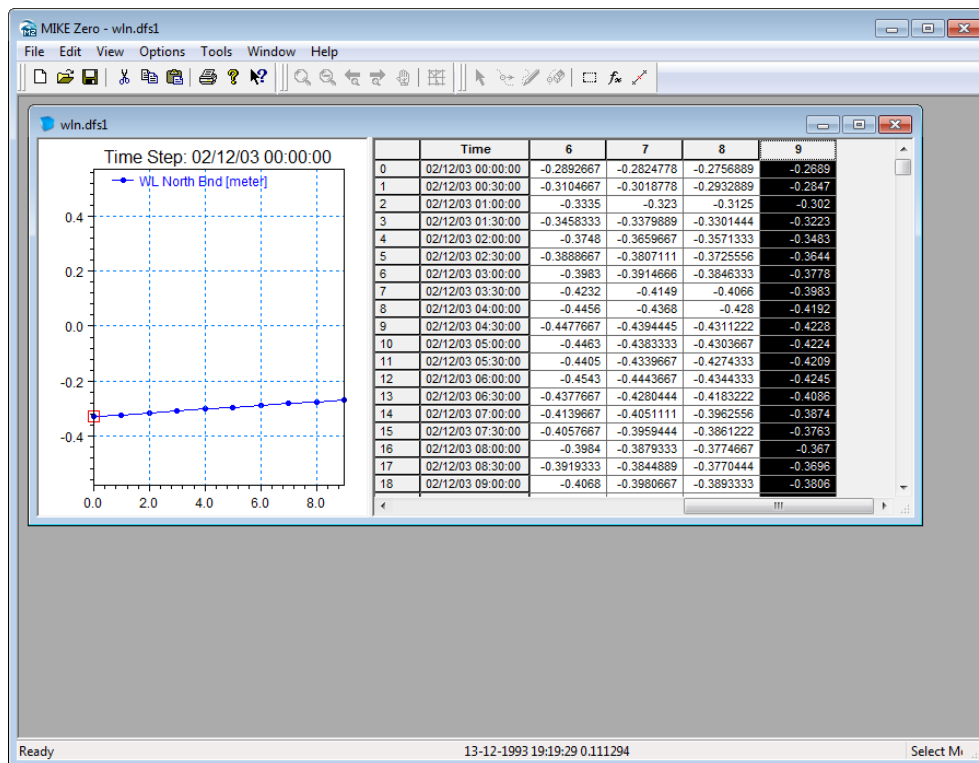 MIKE Zero - wln.dfs1
File Edit View Options Tools Window Help
wln.dfs1
Time Step: 02/12/03 00:00:00
WL North End [meter]
0.4
0.2
0.0
-0.2
-0.4
0.0 2.0 4.0 6.0 8.0
Time 6 7 8 9
0 02/12/03 00:00:00 -0.2892667 -0.2824778 -0.2756889 -0.2689
1 02/12/03 00:30:00 -0.3104667 -0.3018778 -0.2932889 -0.2847
2 02/12/03 01:00:00 -0.3335 -0.323 -0.3125 -0.302
3 02/12/03 01:30:00 -0.3458333 -0.3379889 -0.3301444 -0.3223
4 02/12/03 02:00:00 -0.3748 -0.3659667 -0.3571333 -0.3483
5 02/12/03 02:30:00 -0.3888667 -0.3807111 -0.3725556 -0.3644
6 02/12/03 03:00:00 -0.3983 -0.3914666 -0.3846333 -0.3778
7 02/12/03 03:30:00 -0.4232 -0.4149 -0.4066 -0.3983
8 02/12/03 04:00:00 -0.4456 -0.4368 -0.428 -0.4192
9 02/12/03 04:30:00 -0.4477667 -0.4394445 -0.4311222 -0.4228
10 02/12/03 05:00:00 -0.4463 -0.4383333 -0.4303667 -0.4224
11 02/12/03 05:30:00 -0.4405 -0.4339667 -0.4274333 -0.4209
12 02/12/03 06:00:00 -0.4543 -0.4443667 -0.4344333 -0.4245
13 02/12/03 06:30:00 -0.4377667 -0.4280444 -0.4183222 -0.4086
14 02/12/03 07:00:00 -0.4139667 -0.4051111 -0.3962556 -0.3874
15 02/12/03 07:30:00 -0.4057667 -0.3959444 -0.3861222 -0.3763
16 02/12/03 08:00:00 -0.3984 -0.3879333 -0.3774667 -0.367
17 02/12/03 08:30:00 -0.3919333 -0.3844889 -0.3770444 -0.3696
18 02/12/03 09:00:00 -0.4068 -0.3980667 -0.3893333 -0.3806
Ready 13-12-1993 19:19:29 0.111294 Select M